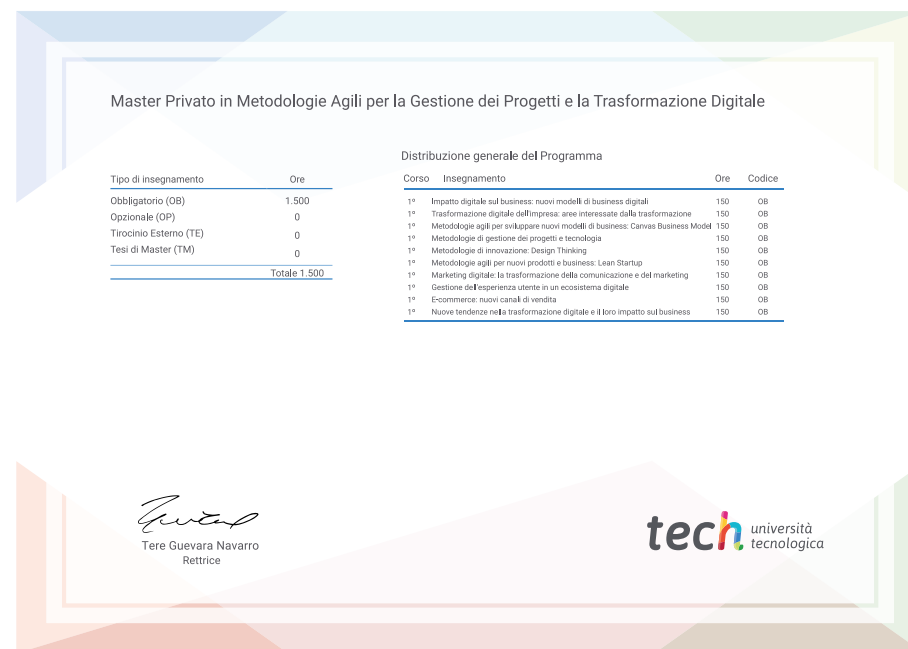 Master Privato in Metodologie Agili per la Gestione dei Progetti e la Trasformazione Digitale
Tipo di insegnamento Ore
Obbligatorio (OB) 1.500
Opzionale (OP) 0
Tirocinio Esterno (TE) 0
Tesi di Master (TM) 0
Totale 1.500
Distribuzione generale del Programma
Corso Insegnamento Ore Codice
1º Impatto digitale sul business: nuovi modelli di business digitali 150 OB
1º Trasformazione digitale dell'impresa: aree interessate dalla trasformazione 150 OB
1º Metodologie agili per sviluppare nuovi modelli di business: Canvas Business Model 150 OB
1º Metodologie di gestione dei progetti e tecnologia 150 OB
1º Metodologie di innovazione: Design Thinking 150 OB
1º Metodologie agili per nuovi prodotti e business: Lean Startup 150 OB
1º Marketing digitale: la trasformazione della comunicazione e del marketing 150 OB
1º Gestione dell'esperienza utente in un ecosistema digitale 150 OB
1º E-commerce: nuovi canali di vendita 150 OB
1º Nuove tendenze nella trasformazione digitale e il loro impatto sul business 150 OB
Tere Guevara Navarro
Rettrice
tech università
tecnologica